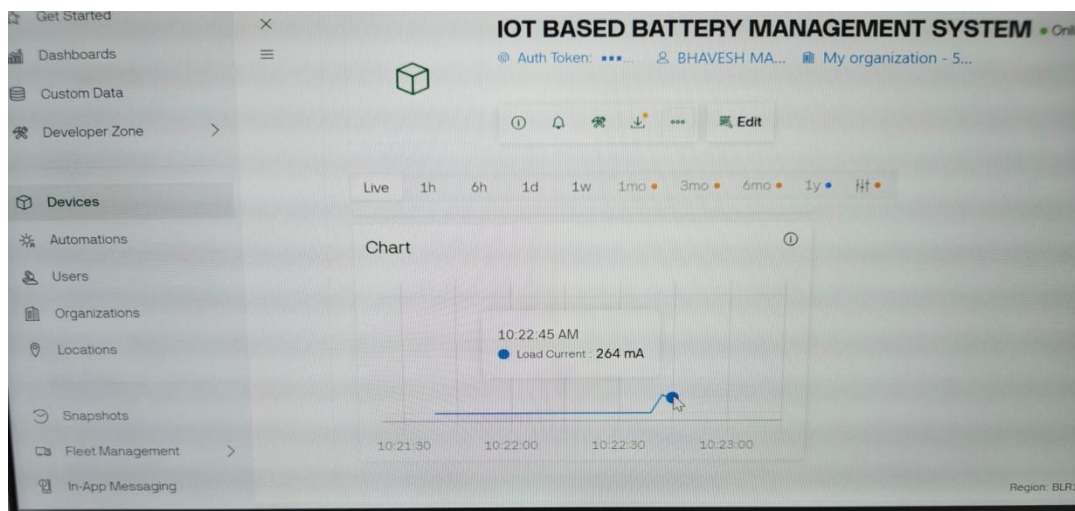 Get Started
Dashboards
Custom Data
Developer Zone
Devices
Automations
Users
Organizations
Locations
Snapshots
Fleet Management
In-App Messaging
IOT BASED BATTERY MANAGEMENT SYSTEM
Auth Token: •••... BHAVESH MA... My organization - 5...
Edit
Live 1h 6h 1d 1w 1mo 3mo 6mo 1y
Chart
10:22:45 AM
Load Current : 264 mA
10:21:30 10:22:00 10:22:30 10:23:00
Region: